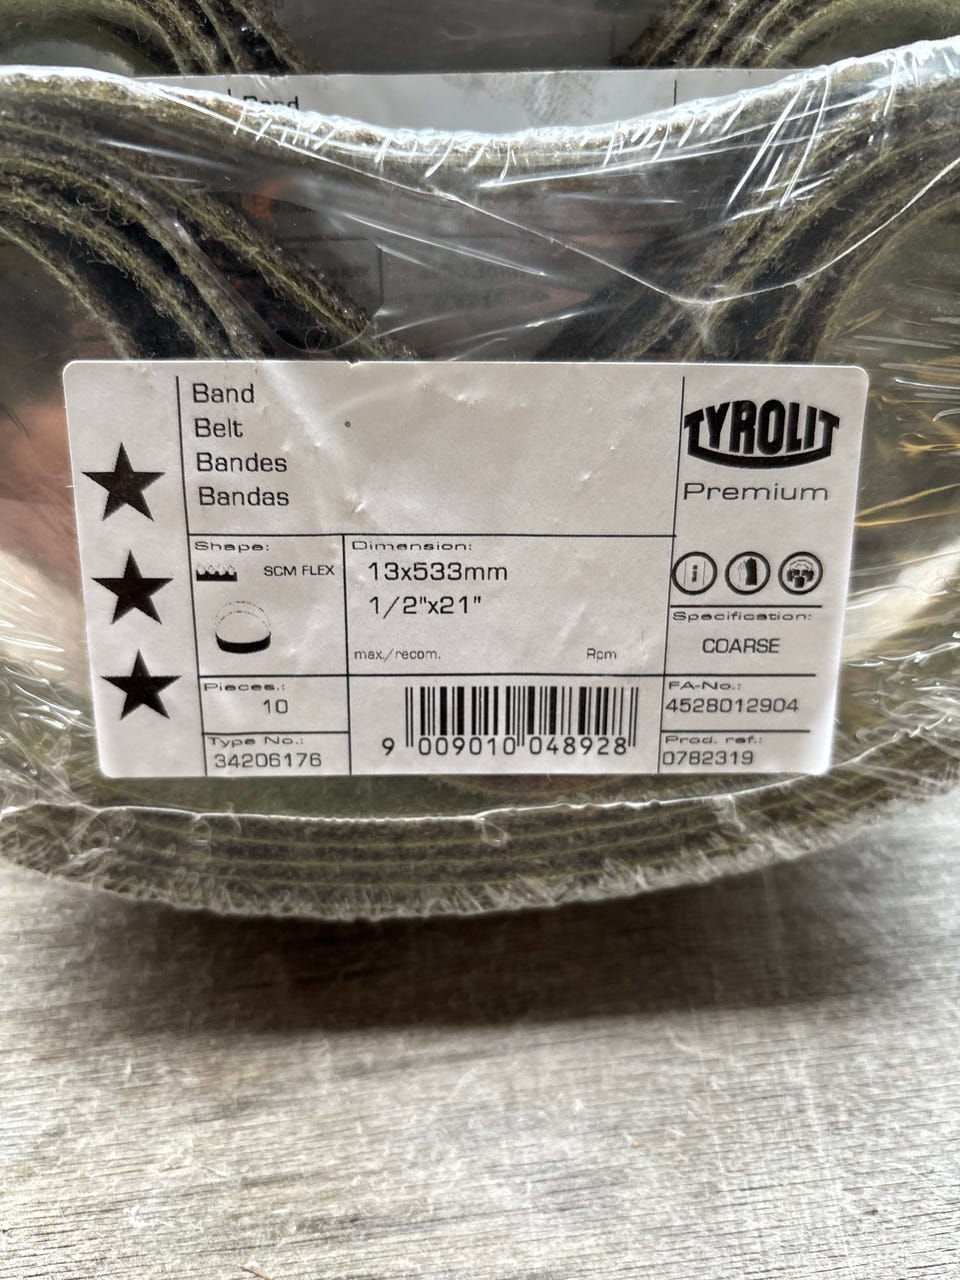 Band
Band
Belt
Bandes
Bandas
TYROLIT
Premium
Shape:
SCM FLEX
Dimension:
13x533mm
1/2"x21"
max./recom. Rpm
i
Specification:
COARSE
Pieces.:
10
Type No.:
34206176
9 009010 048928
FA-No.:
4528012904
Prod. ref.:
0782319